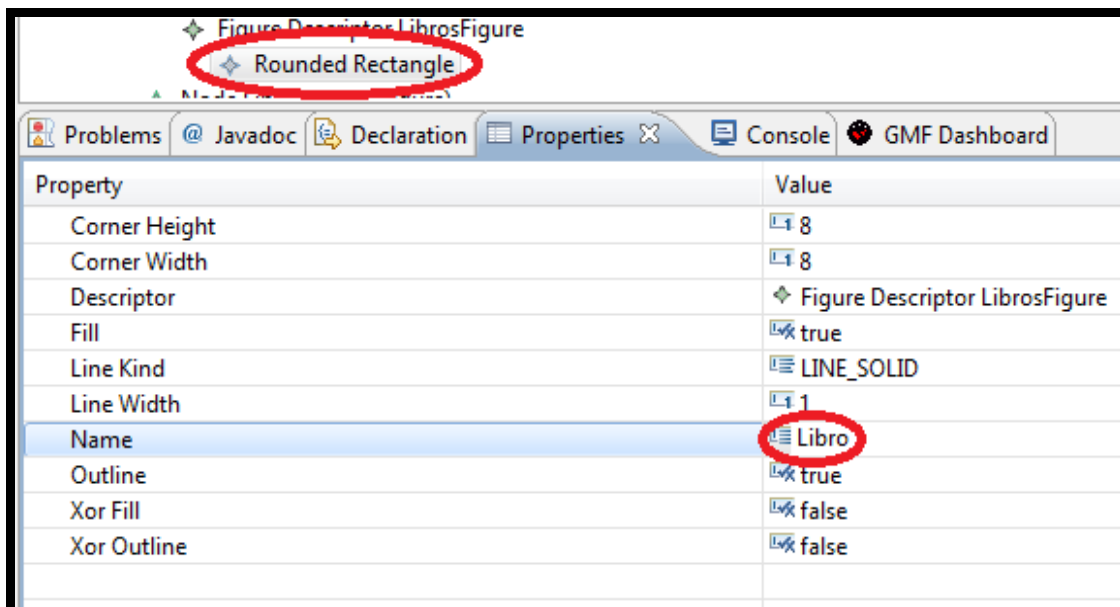 Figure Descriptor LibrosFigure
Rounded Rectangle
Problems @ Javadoc Declaration Properties Console GMF Dashboard
Property Value
Corner Height 8
Corner Width 8
Descriptor Figure Descriptor LibrosFigure
Fill true
Line Kind LINE_SOLID
Line Width 1
Name Libro
Outline true
Xor Fill false
Xor Outline false